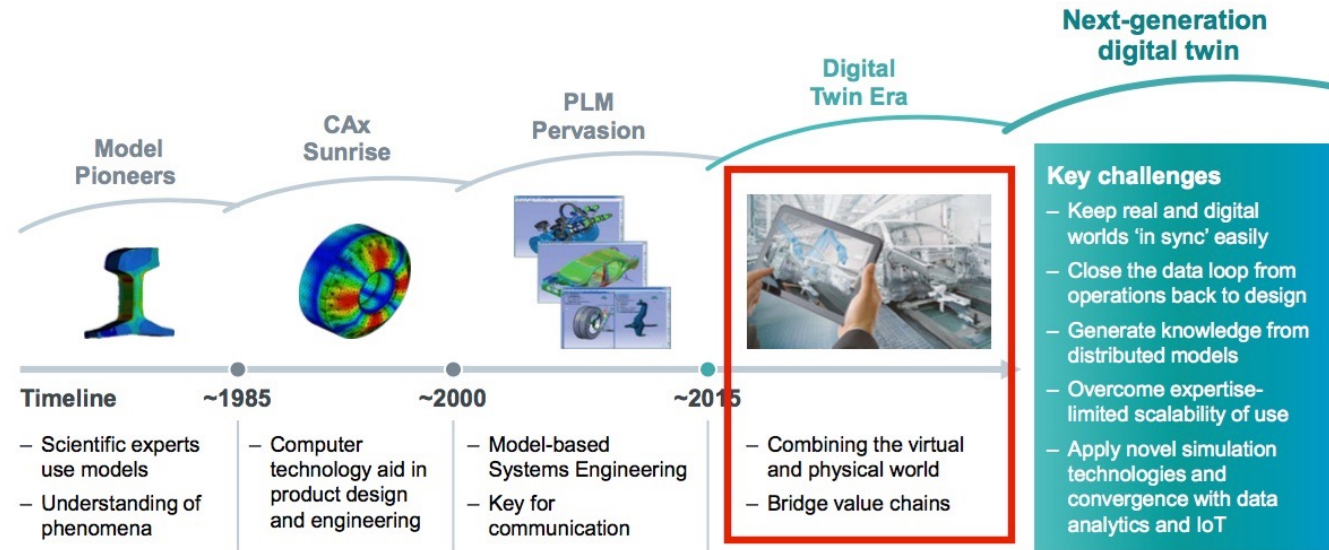 Next-generation
digital twin
Digital
Twin Era
PLM
Pervasion
CAx
Sunrise
Model
Pioneers
Timeline
~1985
~2000
~2015
– Scientific experts
use models
– Understanding of
phenomena
– Computer
technology aid in
product design
and engineering
– Model-based
Systems Engineering
– Key for
communication
– Combining the virtual
and physical world
– Bridge value chains
Key challenges
– Keep real and digital
worlds ‘in sync’ easily
– Close the data loop from
operations back to design
– Generate knowledge from
distributed models
– Overcome expertise-
limited scalability of use
– Apply novel simulation
technologies and
convergence with data
analytics and IoT